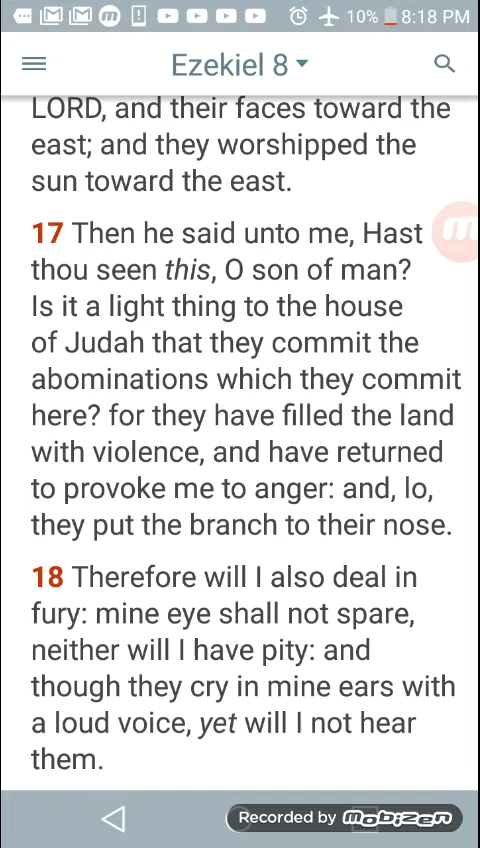 10% 8:18 PM
Ezekiel 8
LORD, and their faces toward the
east; and they worshipped the
sun toward the east.
17 Then he said unto me, Hast
thou seen this, O son of man?
Is it a light thing to the house
of Judah that they commit the
abominations which they commit
here? for they have filled the land
with violence, and have returned
to provoke me to anger: and, lo,
they put the branch to their nose.
18 Therefore will I also deal in
fury: mine eye shall not spare,
neither will I have pity: and
though they cry in mine ears with
a loud voice, yet will I not hear
them.
Recorded by Mobizen